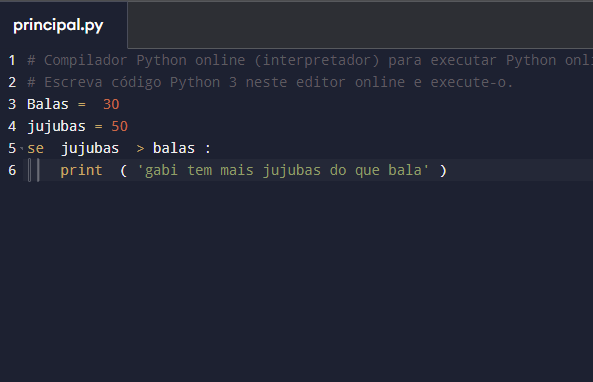 principal.py
1 # Compilador Python online (interpretador) para executar Python
2 # Escreva código Python 3 neste editor online e execute-o.
3 Balas = 30
4 jujubas = 50
5 se jujubas > balas :
6 print ( 'gabi tem mais jujubas do que bala' )